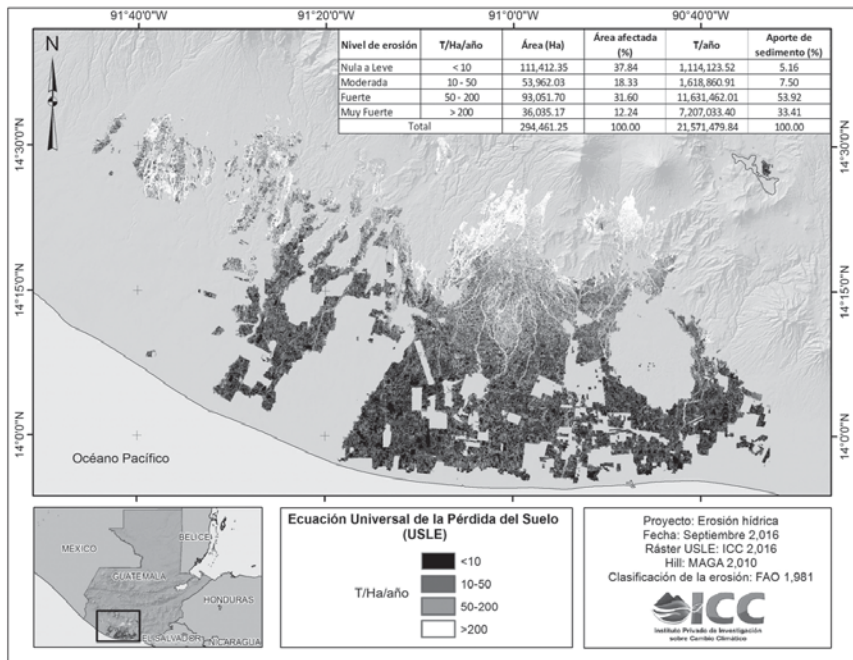 91°40'0"W 91°20'0"W 91°0'0"W 90°40'0"W
N
Nivel de erosión T/Ha/año Área (Ha) Área afectada (%) T/año Aporte de sedimento (%)
Nula a Leve < 10 111,412.35 37.84 1,114,123.52 5.16
Moderada 10 - 50 53,962.03 18.33 1,618,860.91 7.50
Fuerte 50 - 200 93,051.70 31.60 11,631,462.01 53.92
Muy Fuerte > 200 36,035.17 12.24 7,207,033.40 33.41
Total 294,461.25 100.00 21,571,479.84 100.00
14°30'0"N 14°30'0"N
14°15'0"N 14°15'0"N
14°0'0"N 14°0'0"N
Océano Pacífico
MÉXICO
BELICE
GUATEMALA
HONDURAS
EL SALVADOR
NICARAGUA
Ecuación Universal de la Pérdida del Suelo
(USLE)
T/Ha/año
<10
10-50
50-200
>200
Proyecto: Erosión hídrica
Fecha: Septiembre 2,016
Ráster USLE: ICC 2,016
Hill: MAGA 2,010
Clasificación de la erosión: FAO 1,981
ICC
Instituto Privado de Investigación
sobre Cambio Climático